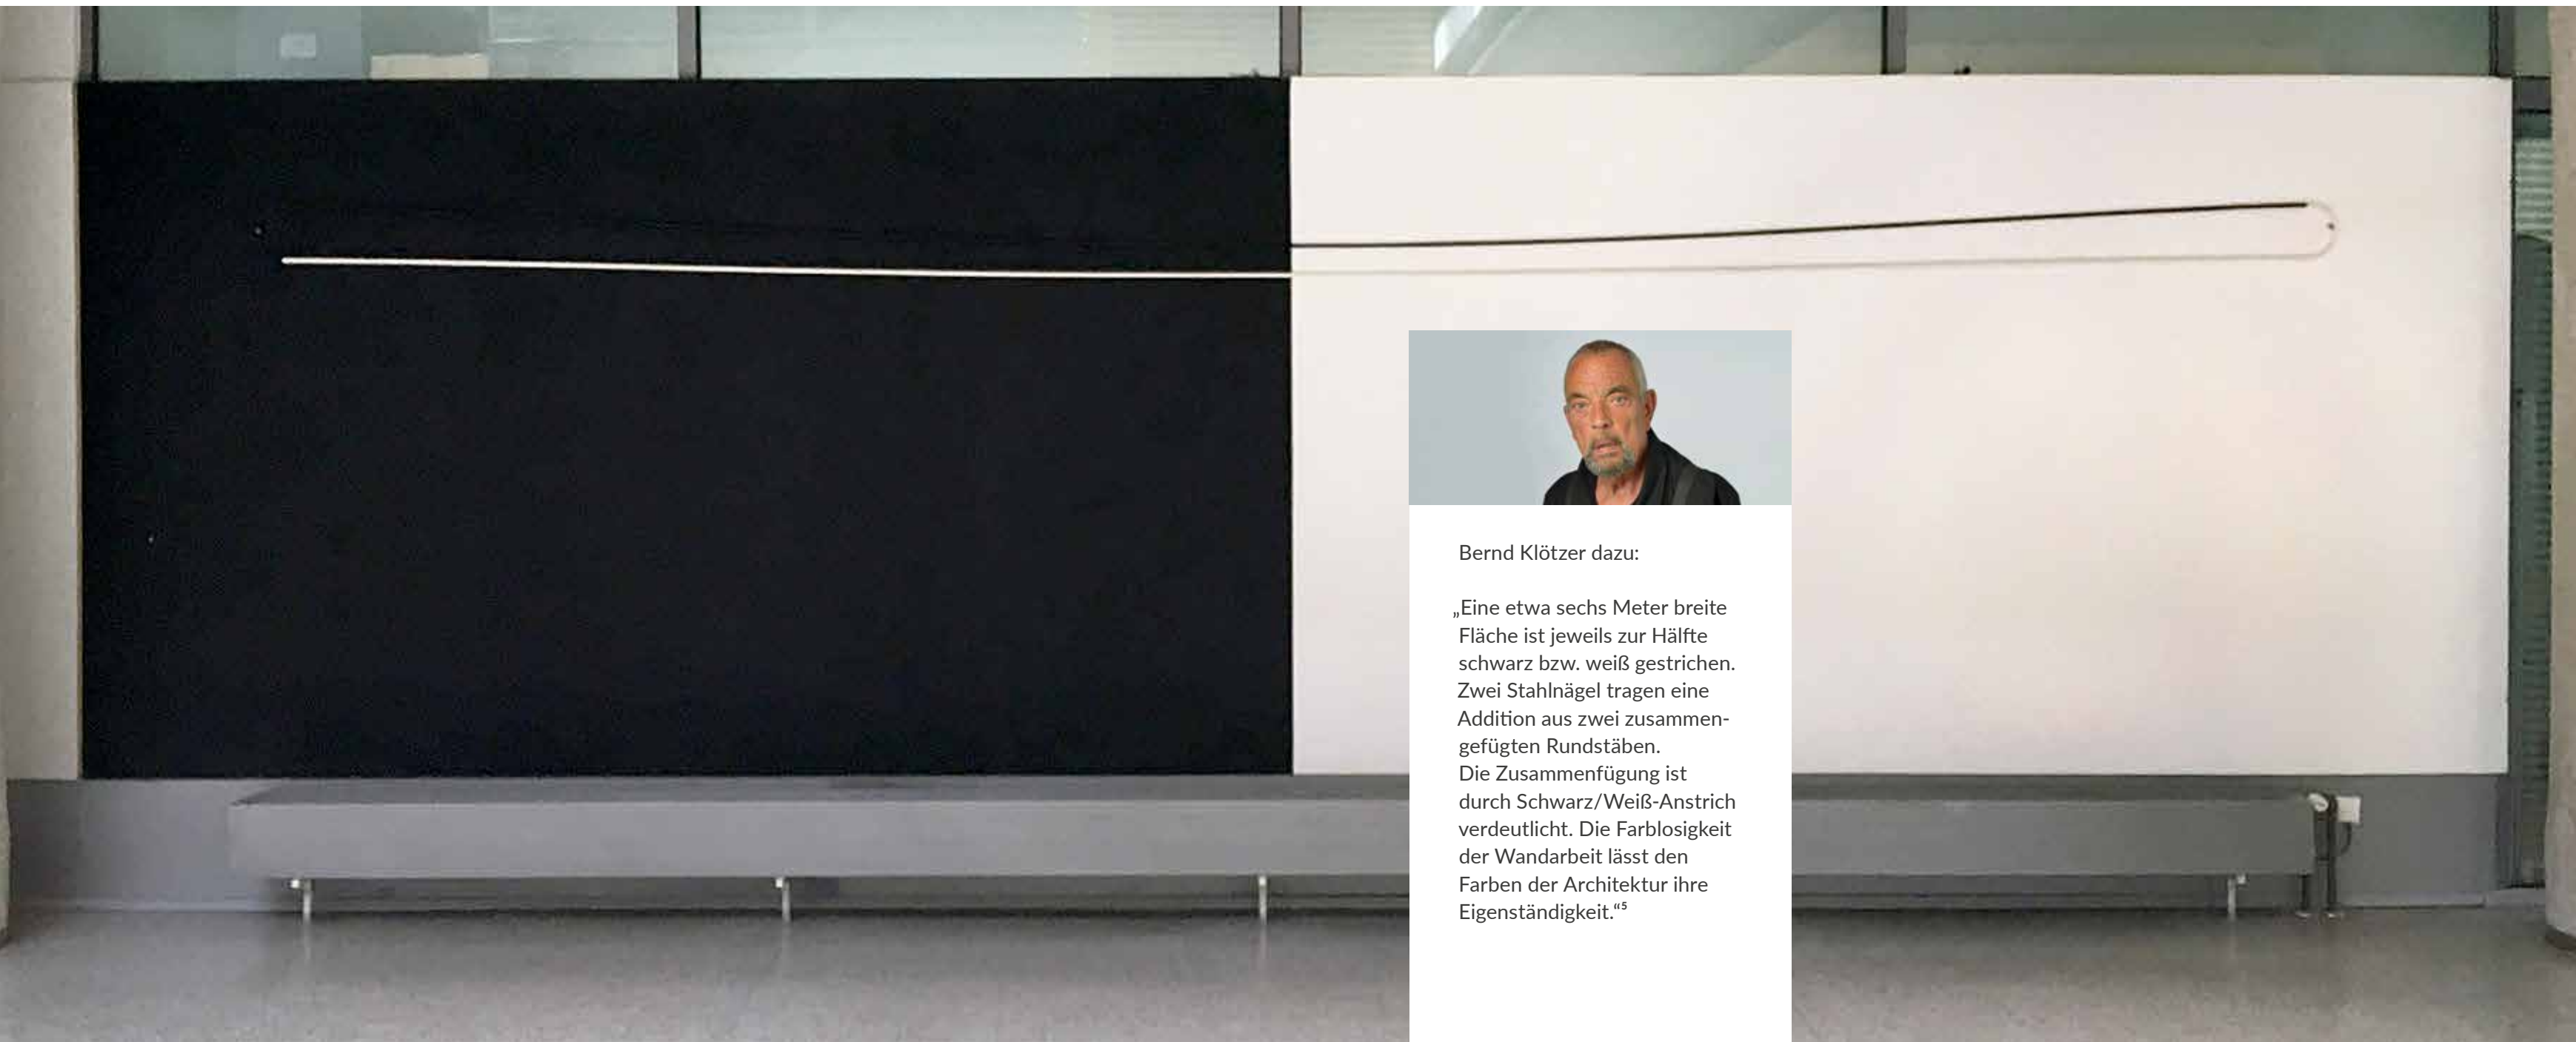 Bernd Klötzer dazu:
„Eine etwa sechs Meter breite
Fläche ist jeweils zur Hälfte
schwarz bzw. weiß gestrichen.
Zwei Stahlnägel tragen eine
Addition aus zwei zusammen-
gefügten Rundstäben.
Die Zusammenfügung ist
durch Schwarz/Weiß-Anstrich
verdeutlicht. Die Farblosigkeit
der Wandarbeit lässt den
Farben der Architektur ihre
Eigenständigkeit.“⁵